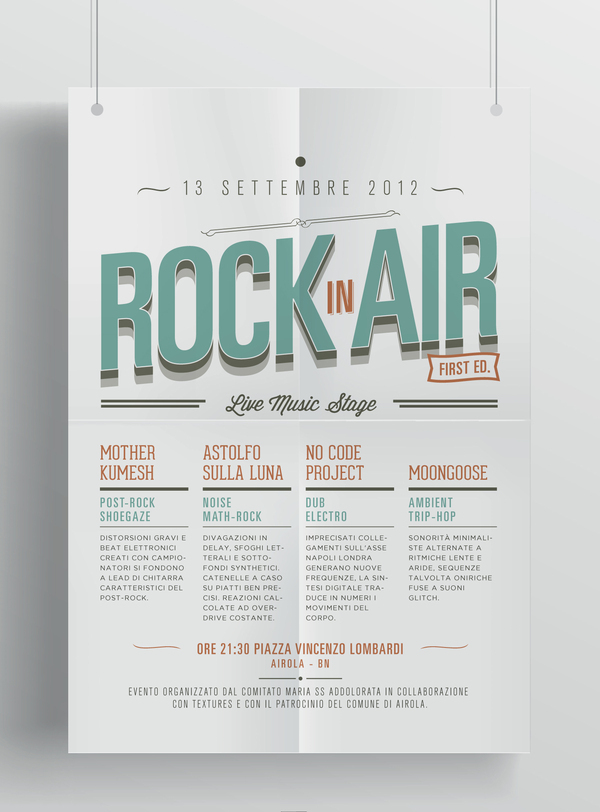 13 SETTEMBRE 2012
ROCK IN AIR
FIRST ED.
Live Music Stage
MOTHER
KUMESH
POST-ROCK
SHOEGAZE
DISTORSIONI GRAVI E
BEAT ELETTRONICI
CREATI CON CAMPIO-
NATORI SI FONDONO
A LEAD DI CHITARRA
CARATTERISTICI DEL
POST-ROCK.
ASTOLFO
SULLA LUNA
NOISE
MATH-ROCK
DIVAGAZIONI IN
DELAY, SFOGHI LET-
TERALI E SOTTO-
FONDI SYNTHETICI.
CATENELLE A CASO
SU PIATTI BEN PRE-
CISI. REAZIONI CAL-
COLATE AD OVER-
DRIVE COSTANTE.
NO CODE
PROJECT
DUB
ELECTRO
IMPRECISATI COLLE-
GAMENTI SULL'ASSE
NAPOLI LONDRA
GENERANO NUOVE
FREQUENZE, LA SIN-
TESI DIGITALE TRA-
DUCE IN NUMERI I
MOVIMENTI DEL
CORPO.
MOONGOOSE
AMBIENT
TRIP-HOP
SONORITÀ MINIMALI-
STE ALTERNATE A
RITMICHE LENTE E
ARIDE, SEQUENZE
TALVOLTA ONIRICHE
FUSE A SUONI
GLITCH.
ORE 21:30 PIAZZA VINCENZO LOMBARDI
AIROLA - BN
EVENTO ORGANIZZATO DAL COMITATO MARIA SS ADDOLORATA IN COLLABORAZIONE
CON TEXTURES E CON IL PATROCINIO DEL COMUNE DI AIROLA.